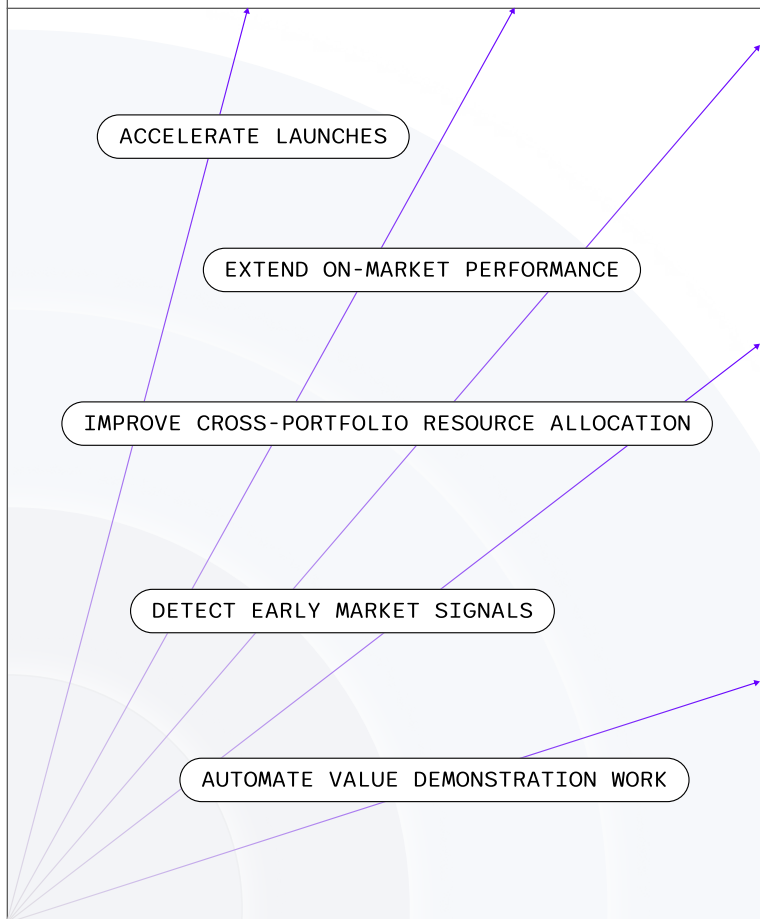 ACCELERATE LAUNCHES
EXTEND ON-MARKET PERFORMANCE
IMPROVE CROSS-PORTFOLIO RESOURCE ALLOCATION
DETECT EARLY MARKET SIGNALS
AUTOMATE VALUE DEMONSTRATION WORK